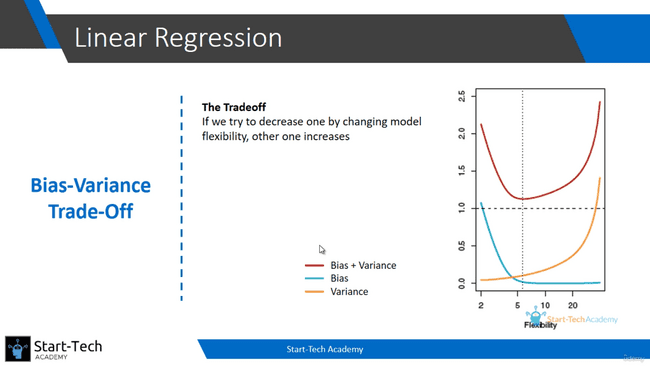 Linear Regression
Bias-Variance
Trade-Off
The Tradeoff
If we try to decrease one by changing model
flexibility, other one increases
Bias + Variance
Bias
Variance
2.5
2.0
1.5
1.0
0.5
0.0
2 5 10 20
Flexibility
Start-Tech Academy
Start-Tech
ACADEMY
Start-Tech Academy